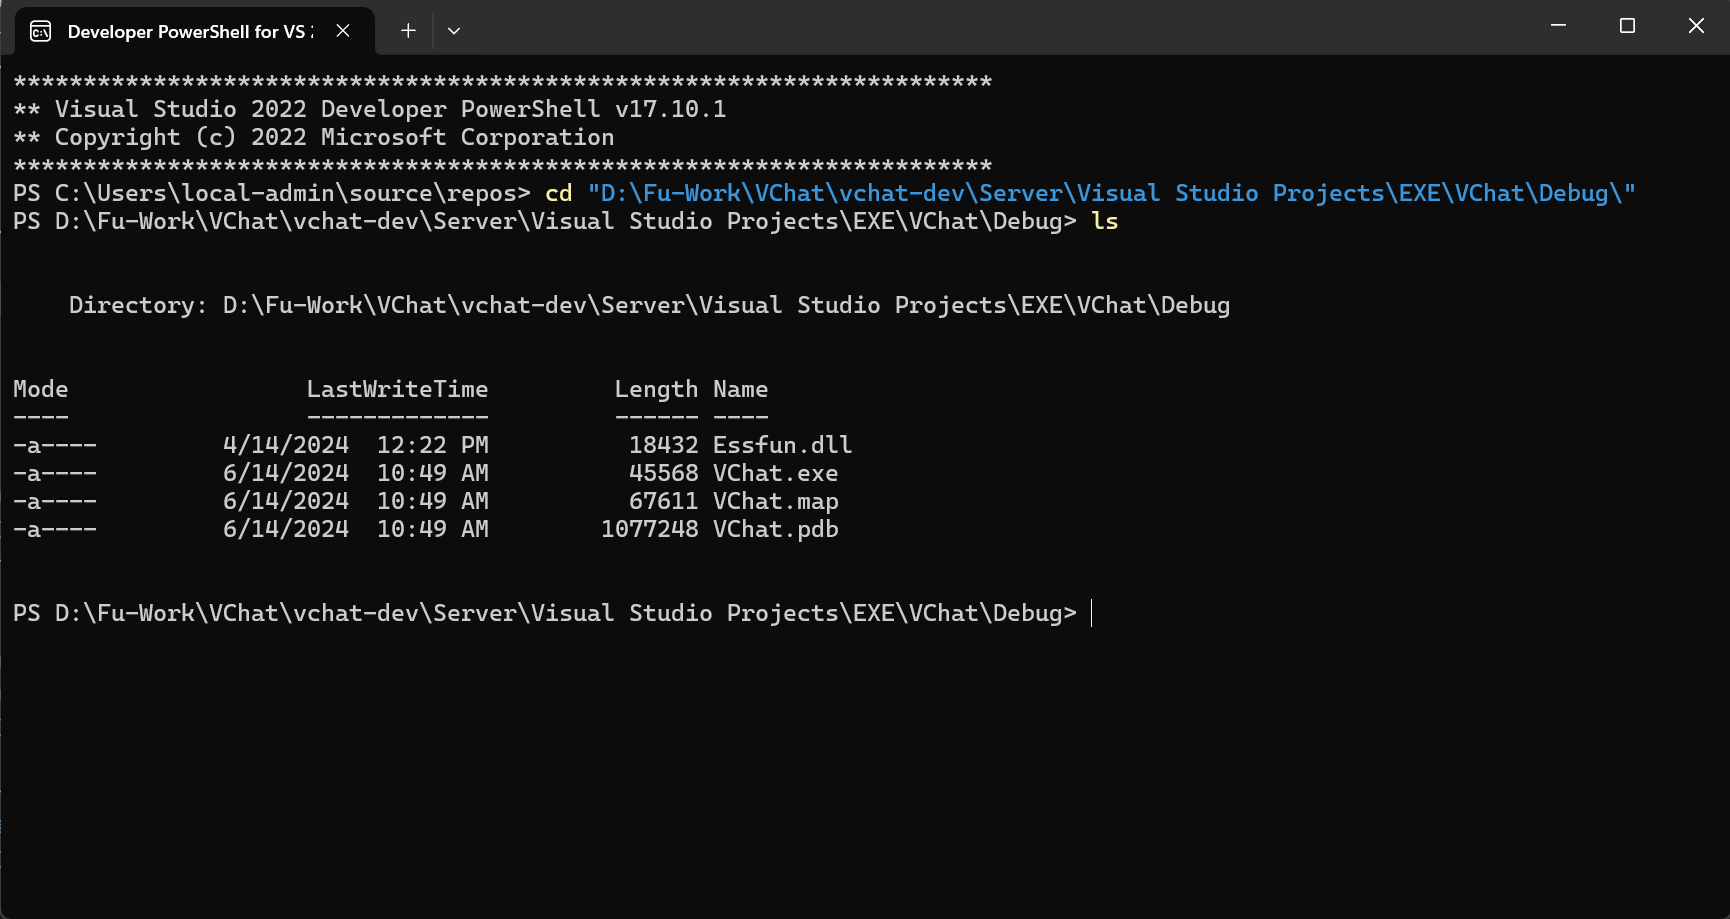 Developer PowerShell for VS 2
**********************************************************************
** Visual Studio 2022 Developer PowerShell v17.10.1
** Copyright (c) 2022 Microsoft Corporation
**********************************************************************
PS C:\Users\local-admin\source\repos> cd "D:\Fu-Work\VChat\vchat-dev\Server\Visual Studio Projects\EXE\VChat\Debug\"
PS D:\Fu-Work\VChat\vchat-dev\Server\Visual Studio Projects\EXE\VChat\Debug> ls
    Directory: D:\Fu-Work\VChat\vchat-dev\Server\Visual Studio Projects\EXE\VChat\Debug
Mode                 LastWriteTime         Length Name
----                 -------------         ------ ----
-a----         4/14/2024  12:22 PM          18432 Essfun.dll
-a----         6/14/2024  10:49 AM          45568 VChat.exe
-a----         6/14/2024  10:49 AM          67611 VChat.map
-a----         6/14/2024  10:49 AM        1077248 VChat.pdb
PS D:\Fu-Work\VChat\vchat-dev\Server\Visual Studio Projects\EXE\VChat\Debug>